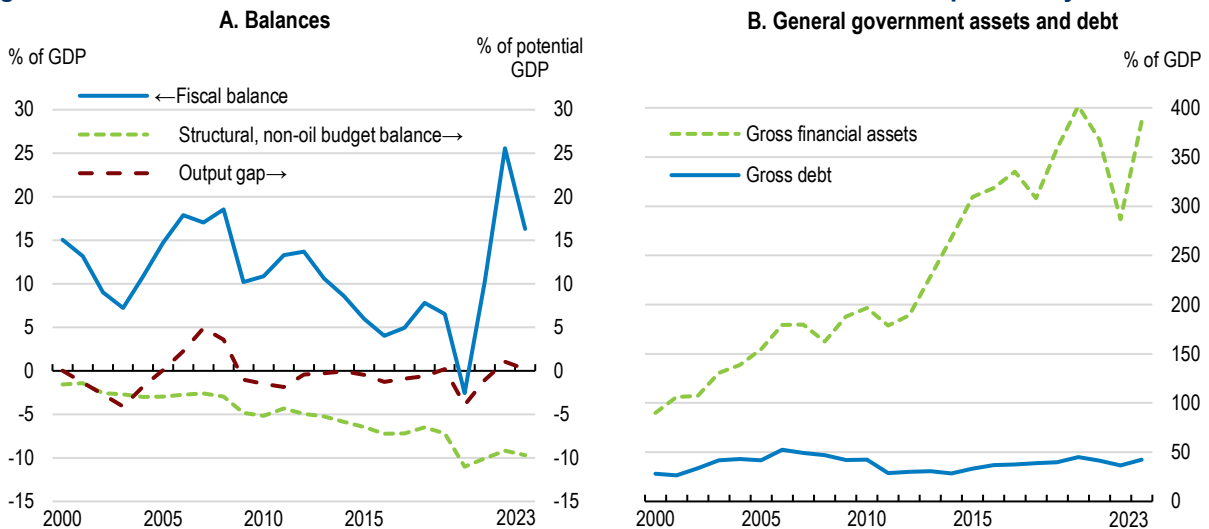 A. Balances
% of GDP
% of potential
GDP
←Fiscal balance
Structural, non-oil budget balance→
Output gap→
30
25
20
15
10
5
0
-5
-10
-15
30
25
20
15
10
5
0
-5
-10
-15
2000 2005 2010 2015 2023
B. General government assets and debt
% of GDP
Gross financial assets
Gross debt
400
350
300
250
200
150
100
50
0
2000 2005 2010 2015 2023